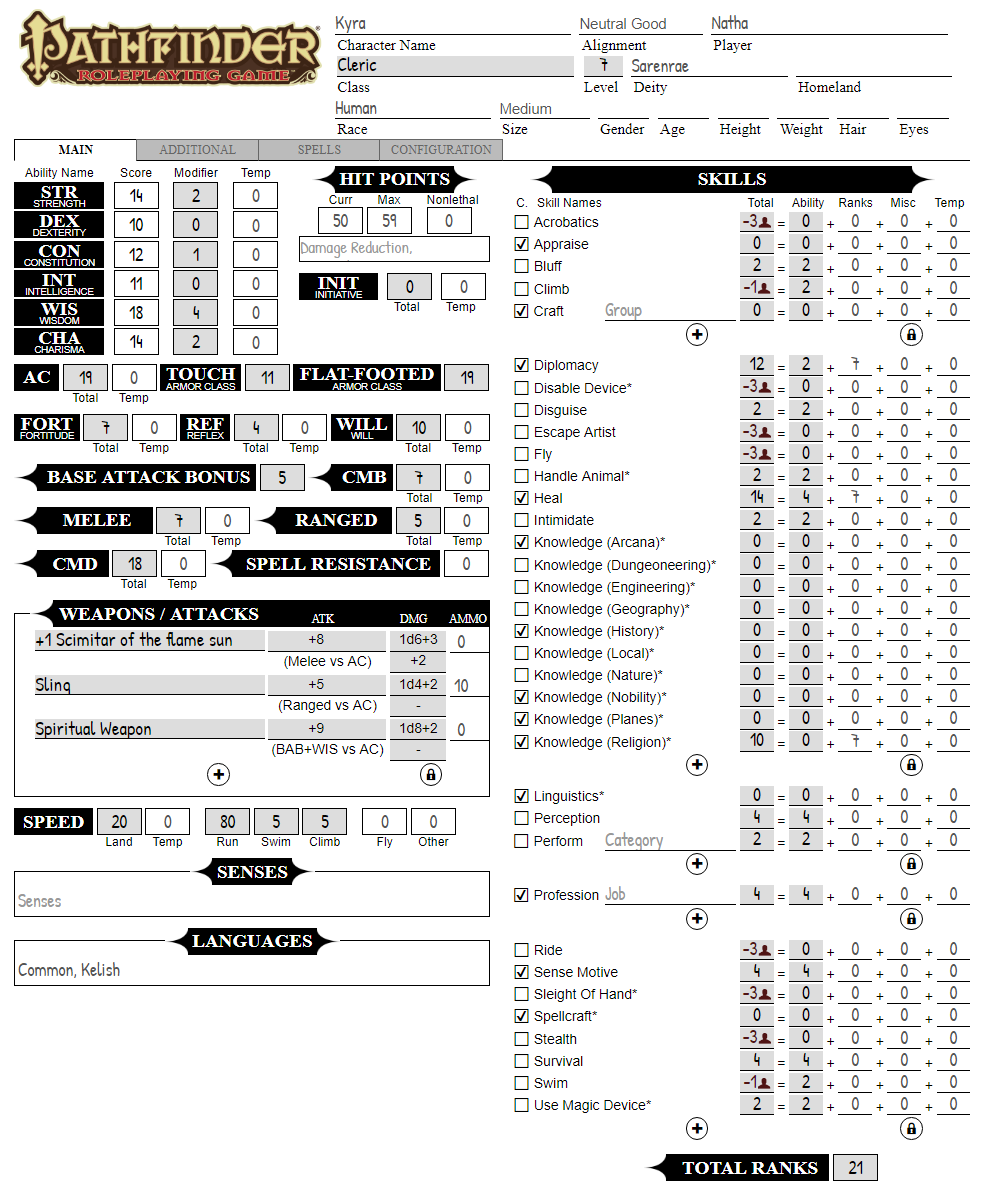 PATHFINDER®
ROLEPLAYING GAME
Kyra Neutral Good Natha
Character Name Alignment Player
Cleric 7 Sarenrae
Class Level Deity Homeland
Human Medium
Race Size Gender Age Height Weight Hair Eyes
MAIN ADDITIONAL SPELLS CONFIGURATION
Ability Name Score Modifier Temp
STR STRENGTH 14 2 0
DEX DEXTERITY 10 0 0
CON CONSTITUTION 12 1 0
INT INTELLIGENCE 11 0 0
WIS WISDOM 18 4 0
CHA CHARISMA 14 2 0
HIT POINTS
Curr Max Nonlethal
50 59 0
Damage Reduction,
INIT INITIATIVE 0 0
Total Temp
AC 19 0 TOUCH ARMOR CLASS 11 FLAT-FOOTED ARMOR CLASS 19
Total Temp
FORT FORTITUDE 7 0 REF REFLEX 4 0 WILL WILL 10 0
Total Temp Total Temp Total Temp
BASE ATTACK BONUS 5 CMB 7 0
Total Temp
MELEE 7 0 RANGED 5 0
Total Temp Total Temp
CMD 18 0 SPELL RESISTANCE 0
Total Temp
WEAPONS / ATTACKS ATK DMG AMMO
+1 Scimitar of the flame sun +8 1d6+3 0
(Melee vs AC) +2
Sling +5 1d4+2 10
(Ranged vs AC) -
Spiritual Weapon +9 1d8+2 0
(BAB+WIS vs AC) -
SPEED 20 0 80 5 5 0 0
Land Temp Run Swim Climb Fly Other
SENSES
Senses
LANGUAGES
Common, Kelish
SKILLS
C. Skill Names Total Ability Ranks Misc Temp
Acrobatics -3 = 0 + 0 + 0 + 0
Appraise 0 = 0 + 0 + 0 + 0
Bluff 2 = 2 + 0 + 0 + 0
Climb -1 = 2 + 0 + 0 + 0
Craft Group 0 = 0 + 0 + 0 + 0
Diplomacy 12 = 2 + 7 + 0 + 0
Disable Device* -3 = 0 + 0 + 0 + 0
Disguise 2 = 2 + 0 + 0 + 0
Escape Artist -3 = 0 + 0 + 0 + 0
Fly -3 = 0 + 0 + 0 + 0
Handle Animal* 2 = 2 + 0 + 0 + 0
Heal 14 = 4 + 7 + 0 + 0
Intimidate 2 = 2 + 0 + 0 + 0
Knowledge (Arcana)* 0 = 0 + 0 + 0 + 0
Knowledge (Dungeoneering)* 0 = 0 + 0 + 0 + 0
Knowledge (Engineering)* 0 = 0 + 0 + 0 + 0
Knowledge (Geography)* 0 = 0 + 0 + 0 + 0
Knowledge (History)* 0 = 0 + 0 + 0 + 0
Knowledge (Local)* 0 = 0 + 0 + 0 + 0
Knowledge (Nature)* 0 = 0 + 0 + 0 + 0
Knowledge (Nobility)* 0 = 0 + 0 + 0 + 0
Knowledge (Planes)* 0 = 0 + 0 + 0 + 0
Knowledge (Religion)* 10 = 0 + 7 + 0 + 0
Linguistics* 0 = 0 + 0 + 0 + 0
Perception 4 = 4 + 0 + 0 + 0
Perform Category 2 = 2 + 0 + 0 + 0
Profession Job 4 = 4 + 0 + 0 + 0
Ride -3 = 0 + 0 + 0 + 0
Sense Motive 4 = 4 + 0 + 0 + 0
Sleight Of Hand* -3 = 0 + 0 + 0 + 0
Spellcraft* 0 = 0 + 0 + 0 + 0
Stealth -3 = 0 + 0 + 0 + 0
Survival 4 = 4 + 0 + 0 + 0
Swim -1 = 2 + 0 + 0 + 0
Use Magic Device* 2 = 2 + 0 + 0 + 0
TOTAL RANKS 21